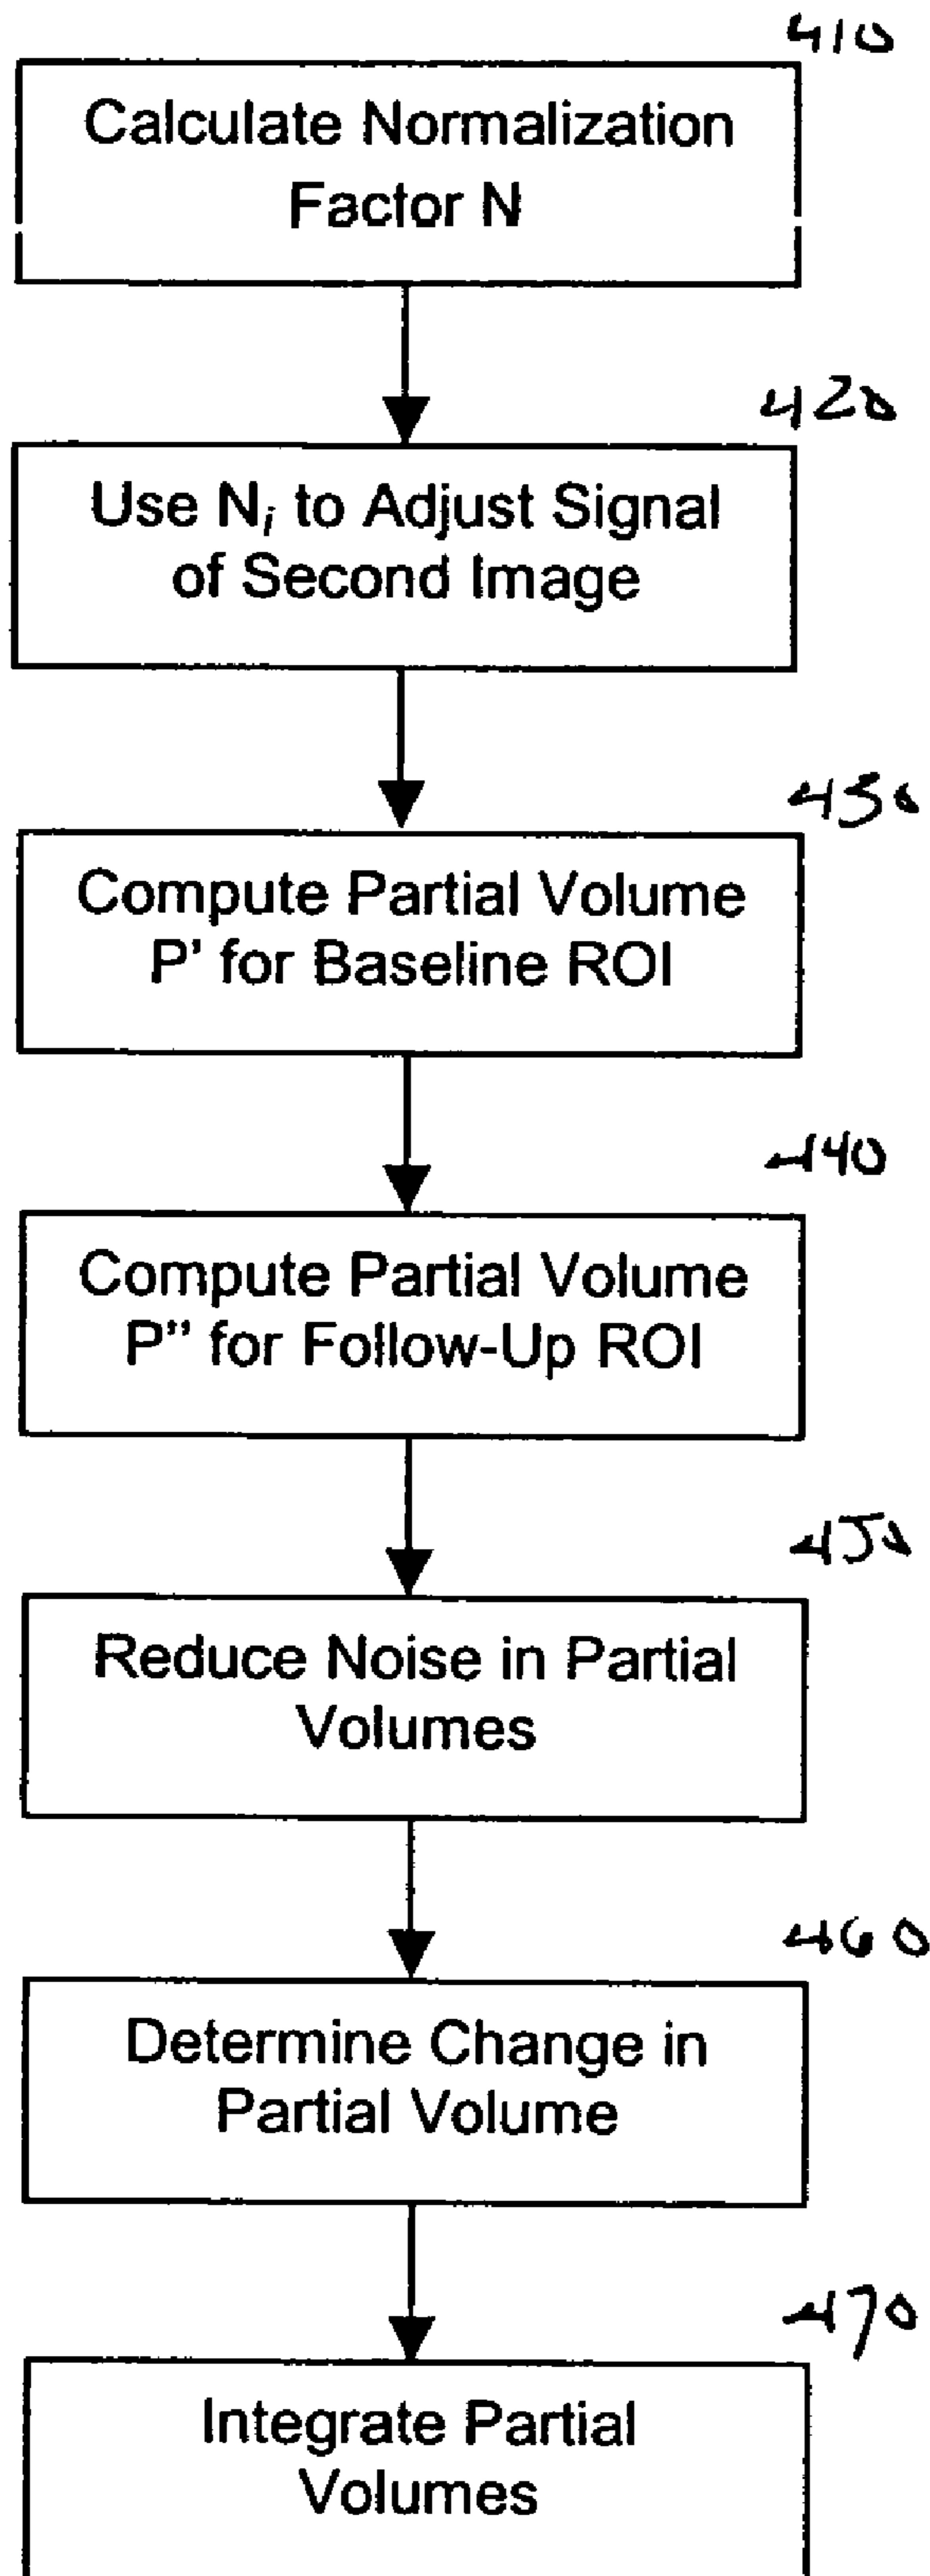 410
Calculate Normalization
Factor N
420
Use Nᵢ to Adjust Signal
of Second Image
430
Compute Partial Volume
P' for Baseline ROI
440
Compute Partial Volume
P" for Follow-Up ROI
450
Reduce Noise in Partial
Volumes
460
Determine Change in
Partial Volume
470
Integrate Partial
Volumes